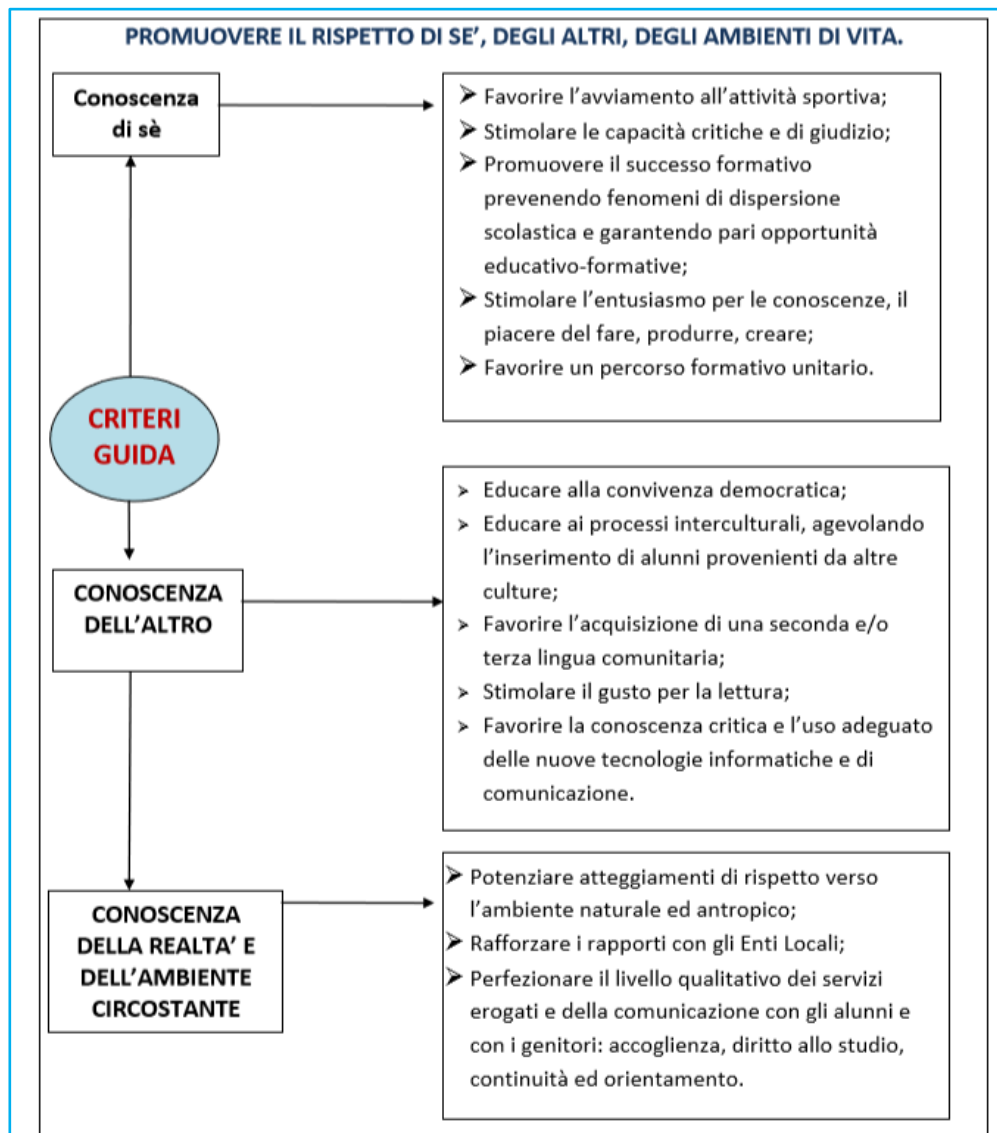 PROMUOVERE IL RISPETTO DI SE’, DEGLI ALTRI, DEGLI AMBIENTI DI VITA.
Conoscenza
di sè
➢ Favorire l’avviamento all’attività sportiva;
➢ Stimolare le capacità critiche e di giudizio;
➢ Promuovere il successo formativo
prevenendo fenomeni di dispersione
scolastica e garantendo pari opportunità
educativo-formative;
➢ Stimolare l’entusiasmo per le conoscenze, il
piacere del fare, produrre, creare;
➢ Favorire un percorso formativo unitario.
CRITERI
GUIDA
CONOSCENZA
DELL’ALTRO
➢ Educare alla convivenza democratica;
➢ Educare ai processi interculturali, agevolando
l’inserimento di alunni provenienti da altre
culture;
➢ Favorire l’acquisizione di una seconda e/o
terza lingua comunitaria;
➢ Stimolare il gusto per la lettura;
➢ Favorire la conoscenza critica e l’uso adeguato
delle nuove tecnologie informatiche e di
comunicazione.
CONOSCENZA
DELLA REALTA’ E
DELL’AMBIENTE
CIRCOSTANTE
➢ Potenziare atteggiamenti di rispetto verso
l’ambiente naturale ed antropico;
➢ Rafforzare i rapporti con gli Enti Locali;
➢ Perfezionare il livello qualitativo dei servizi
erogati e della comunicazione con gli alunni e
con i genitori: accoglienza, diritto allo studio,
continuità ed orientamento.